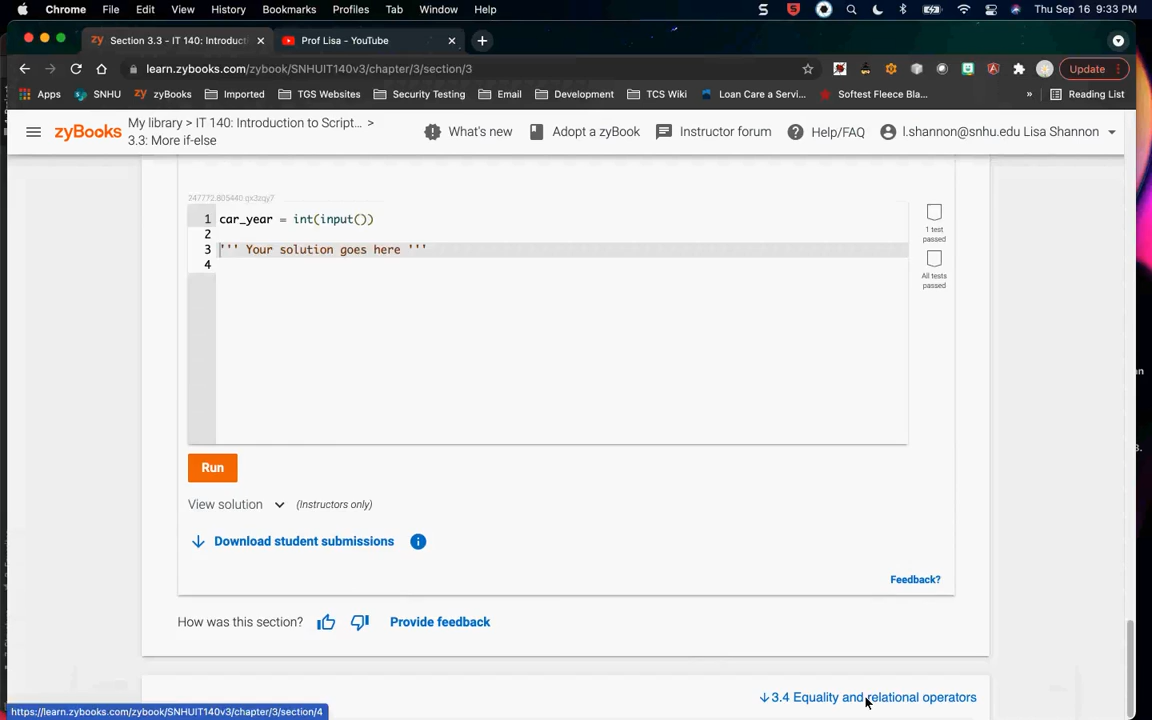 Chrome File Edit View History Bookmarks Profiles Tab Window Help S S Thu Sep 16 9:33 PM
zy Section 3.3 - IT 140: Introducti × Prof Lisa - YouTube × +
learn.zybooks.com/zybook/SNHUIT140v3/chapter/3/section/3 Update
Apps SNHU zy zyBooks Imported TGS Websites Security Testing Email Development TCS Wiki Loan Care a Servi... Softest Fleece Bla... » Reading List
zyBooks My library > IT 140: Introduction to Script... >
3.3: More if-else
What's new Adopt a zyBook Instructor forum Help/FAQ l.shannon@snhu.edu Lisa Shannon
247772.805440.qx3zqy7
1 car_year = int(input())
2
3 ''' Your solution goes here '''
4
1 test
passed
All tests
passed
Run
View solution (Instructors only)
Download student submissions i
Feedback?
How was this section? Provide feedback
3.4 Equality and relational operators
https://learn.zybooks.com/zybook/SNHUIT140v3/chapter/3/section/4